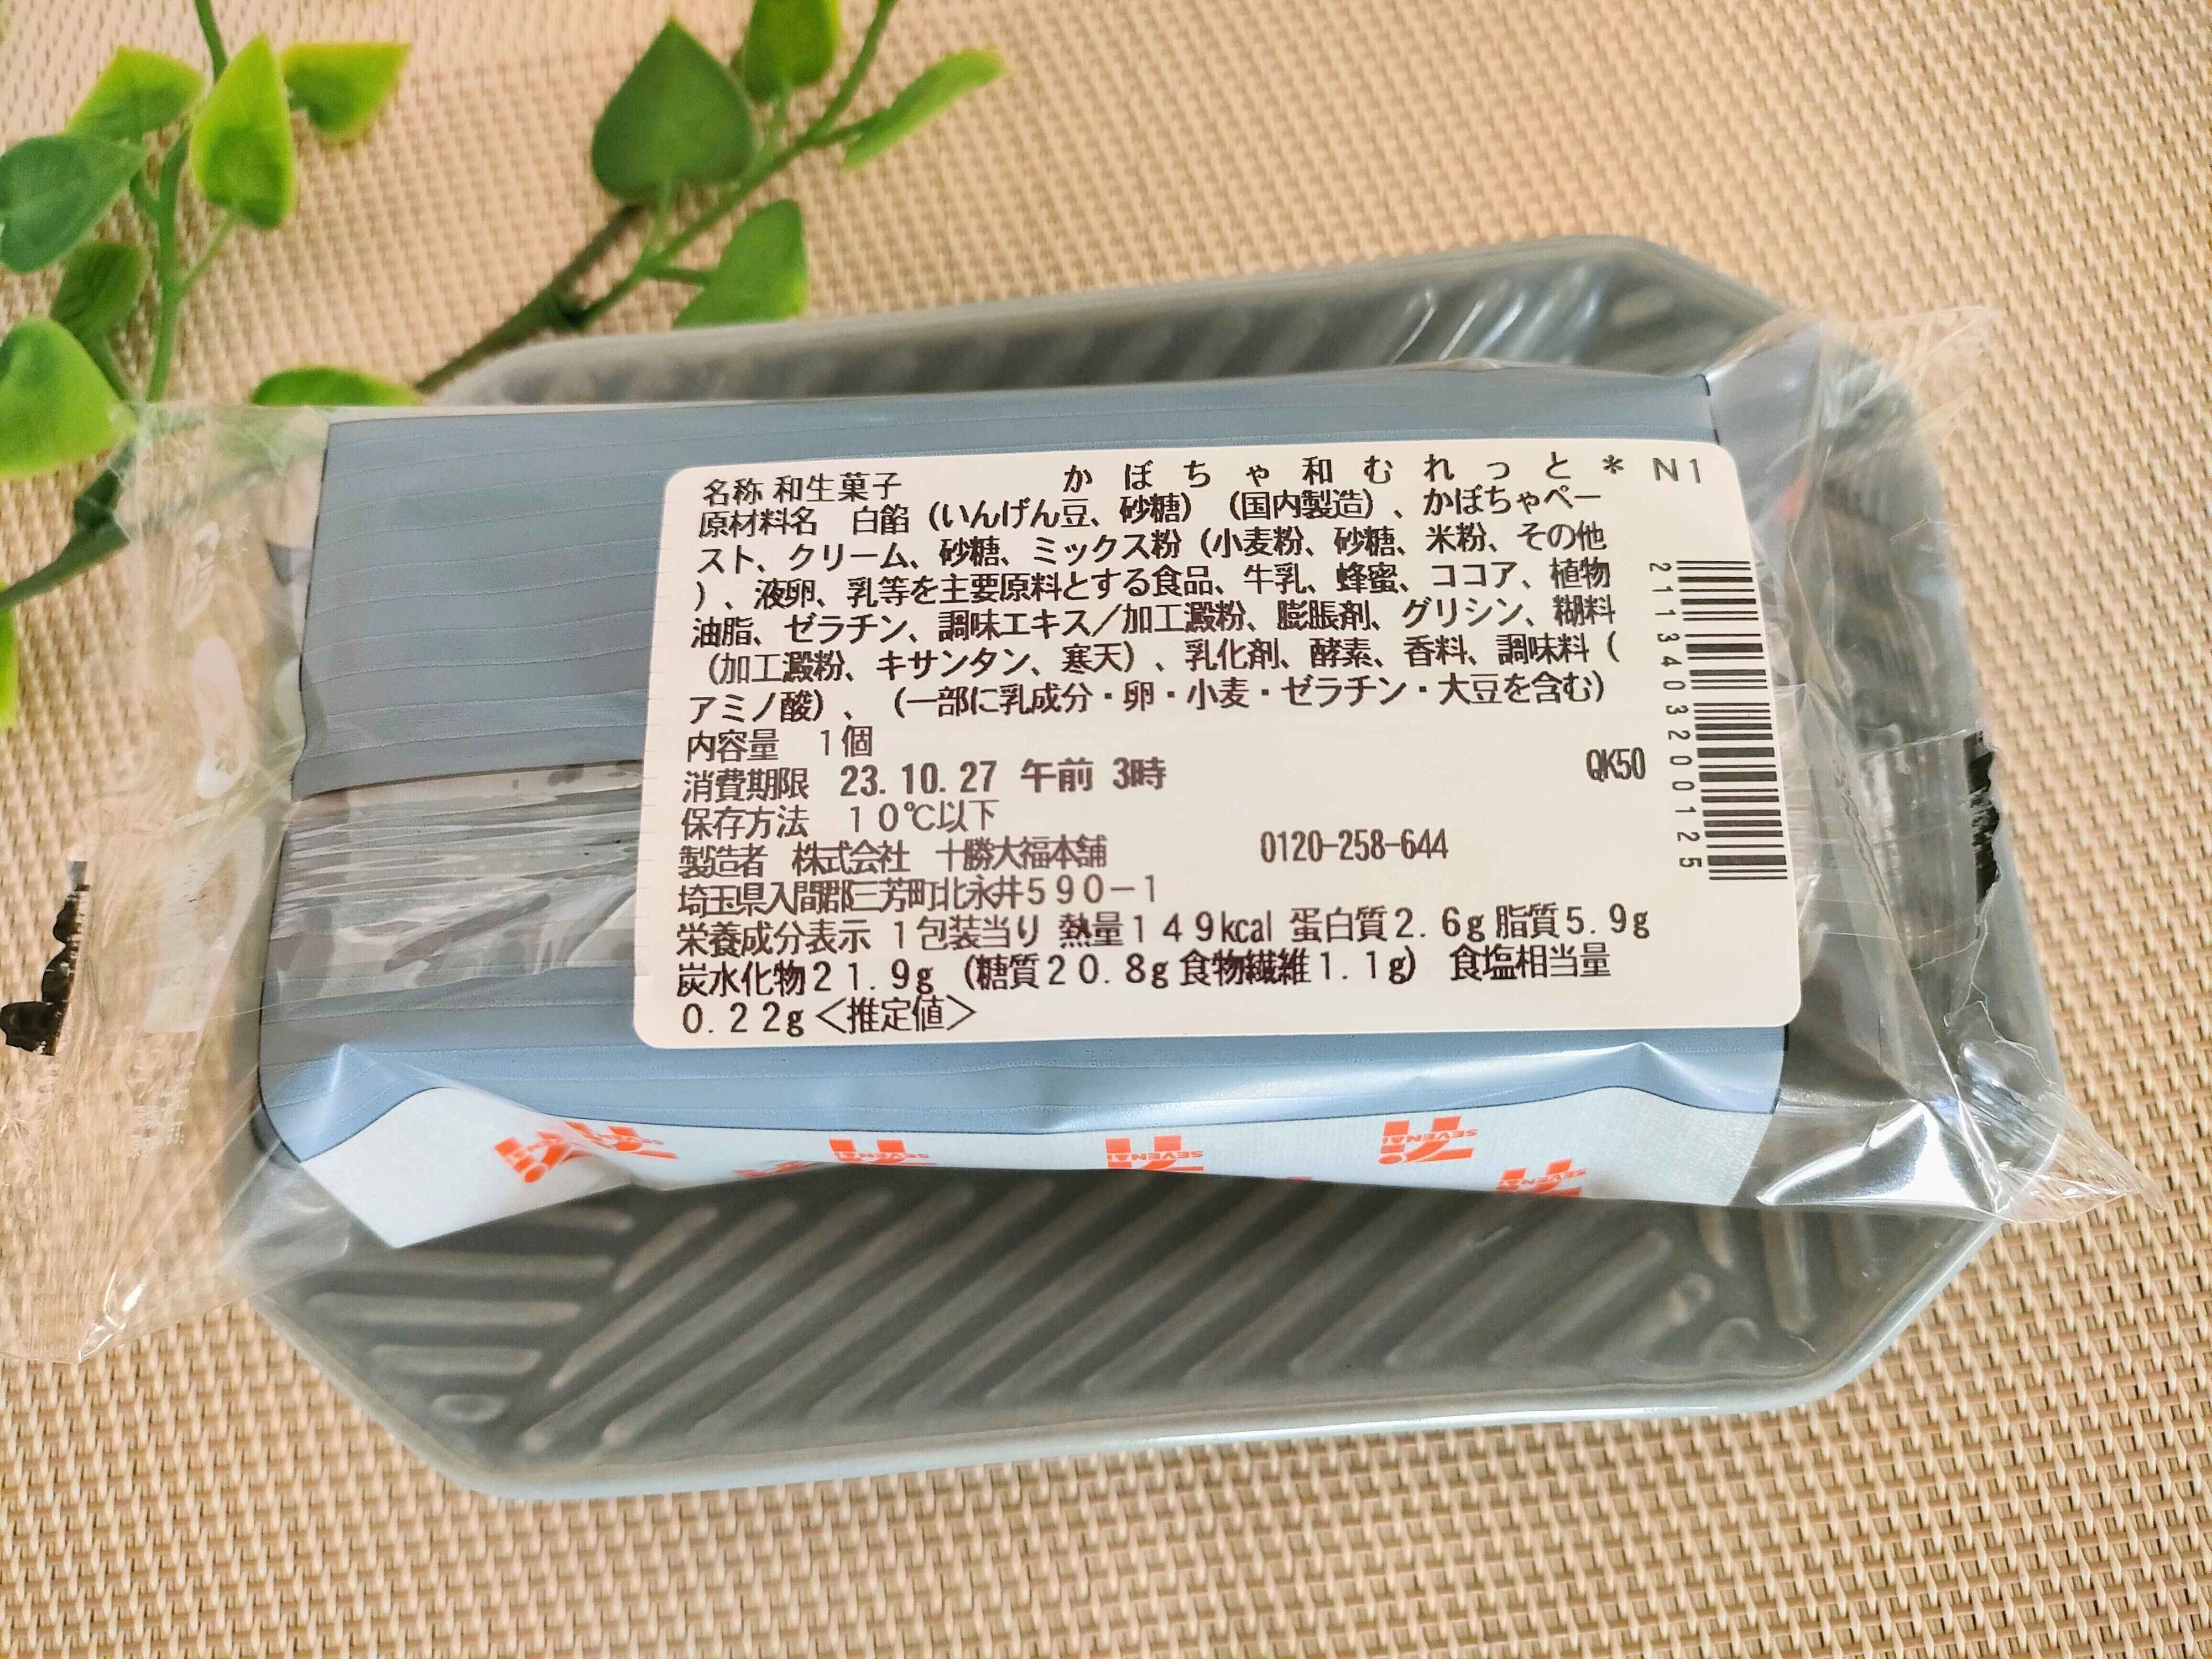 名称 和生菓子　かぼちゃ和むれっと＊ N1
原材料名　白餡（いんげん豆、砂糖）（国内製造）、かぼちゃペー
スト、クリーム、砂糖、ミックス粉（小麦粉、砂糖、米粉、その他
）、液卵、乳等を主要原料とする食品、牛乳、蜂蜜、ココア、植物
油脂、ゼラチン、調味エキス／加工澱粉、膨脹剤、グリシン、糊料
（加工澱粉、キサンタン、寒天）、乳化剤、酵素、香料、調味料（
アミノ酸）、（一部に乳成分・卵・小麦・ゼラチン・大豆を含む）
内容量　1個
消費期限　23.10.27 午前 3時　QK50
保存方法　１０℃以下
製造者　株式会社　十勝大福本舗　0120-258-644
埼玉県入間郡三芳町北永井５９０－１
栄養成分表示 １包装当り 熱量１４９kcal 蛋白質２.６g 脂質５.９g
炭水化物２１.９g（糖質２０.８g 食物繊維１.１g） 食塩相当量
０.２２g＜推定値＞
2113403200125